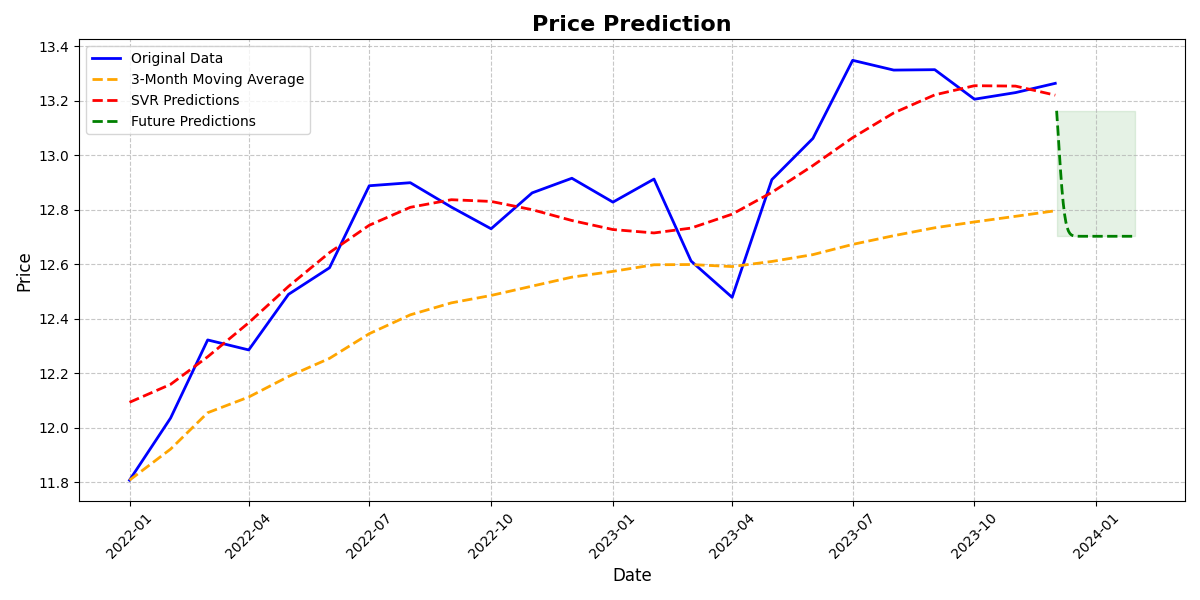 Price Prediction
Original Data
3-Month Moving Average
SVR Predictions
Future Predictions
Price
13.4
13.2
13.0
12.8
12.6
12.4
12.2
12.0
11.8
2022-01
2022-04
2022-07
2022-10
2023-01
2023-04
2023-07
2023-10
2024-01
Date